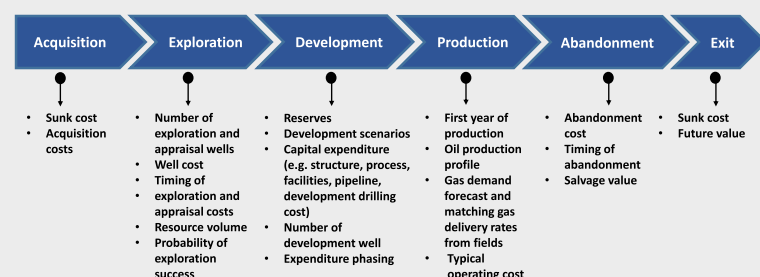 Acquisition
Exploration
Development
Production
Abandonment
Exit
• Sunk cost
• Acquisition
costs
• Number of
exploration and
appraisal wells
• Well cost
• Timing of
• exploration and
appraisal costs
• Resource volume
• Probability of
exploration
success
• Reserves
• Development scenarios
• Capital expenditure
(e.g. structure, process,
facilities, pipeline,
development drilling
cost)
• Number of
development well
• Expenditure phasing
• First year of
production
• Oil production
profile
• Gas demand
forecast and
matching gas
delivery rates
from fields
• Typical
operating cost
• Abandonment
cost
• Timing of
abandonment
• Salvage value
• Sunk cost
• Future value